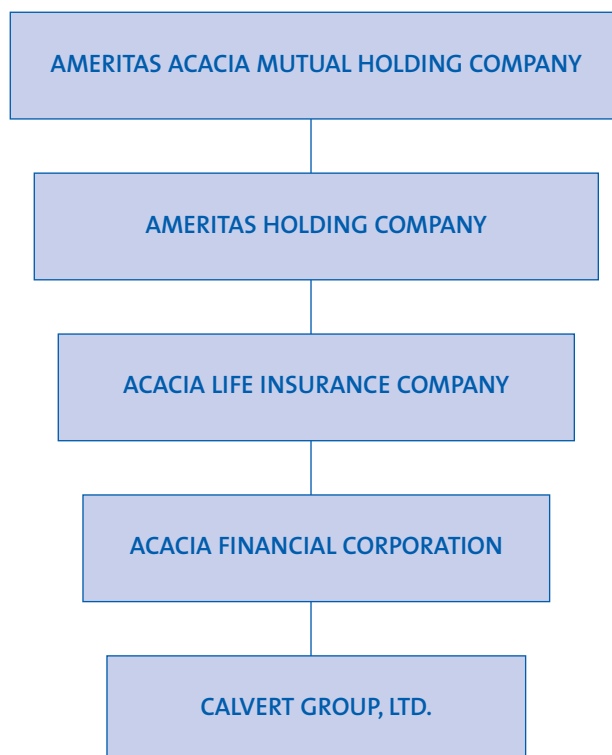 AMERITAS ACACIA MUTUAL HOLDING COMPANY
AMERITAS HOLDING COMPANY
ACACIA LIFE INSURANCE COMPANY
ACACIA FINANCIAL CORPORATION
CALVERT GROUP, LTD.